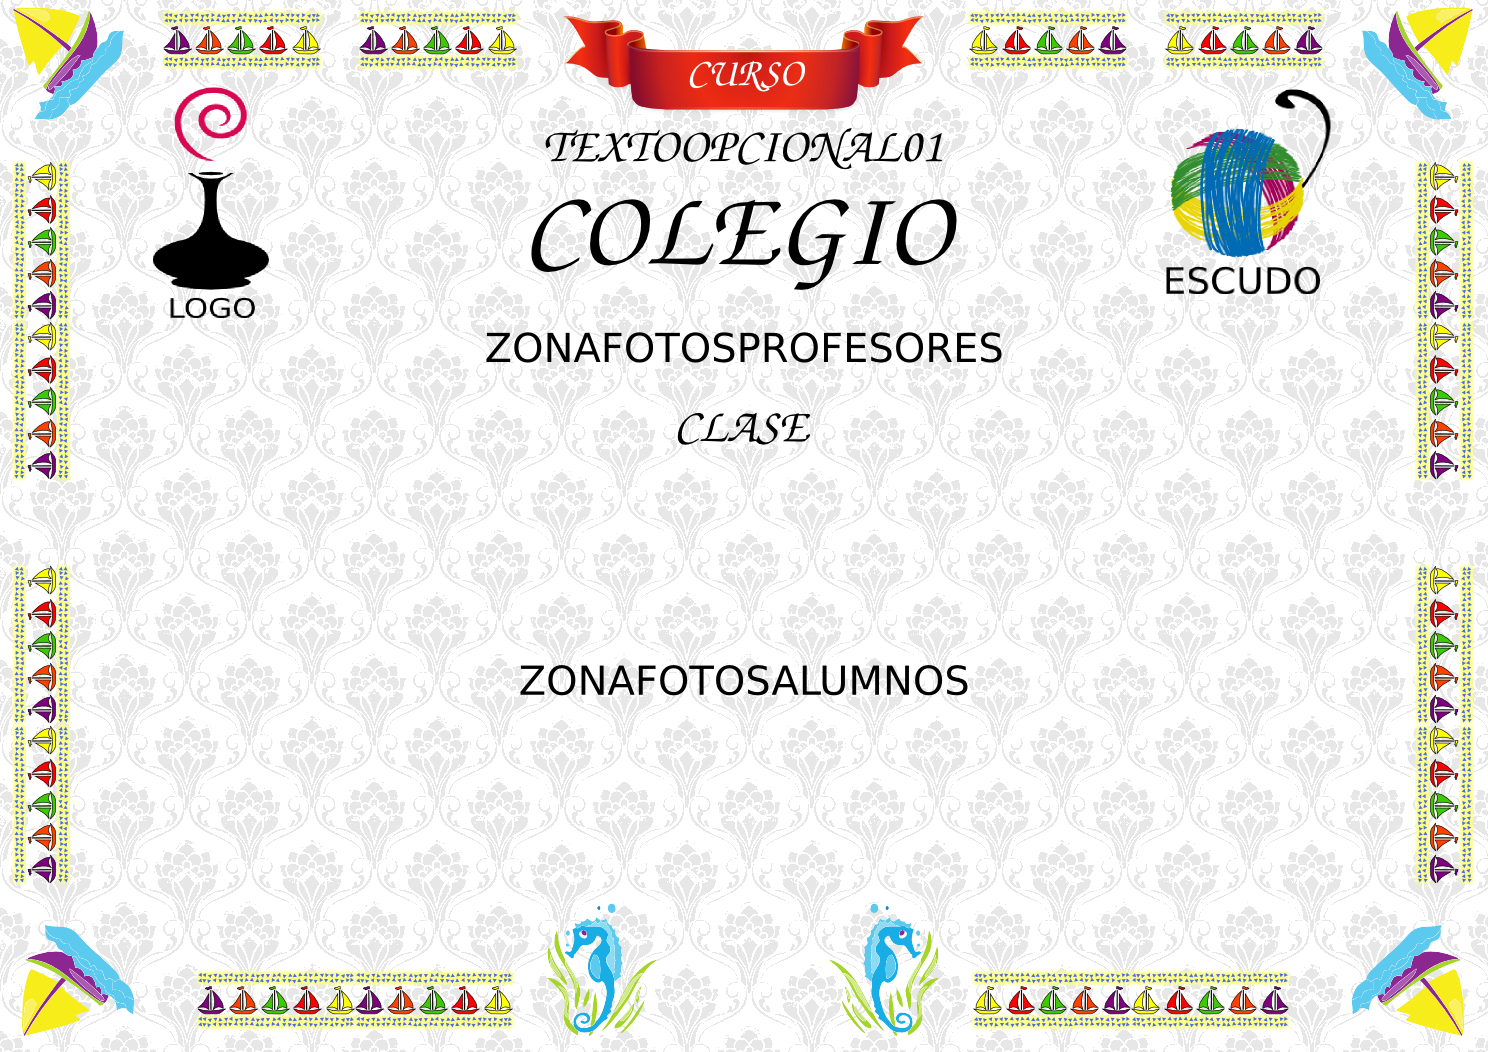 CURSO
TEXTOOPCIONAL01
COLEGIO
LOGO
ESCUDO
ZONAFOTOSPROFESORES
CLASE
ZONAFOTOSALUMNOS